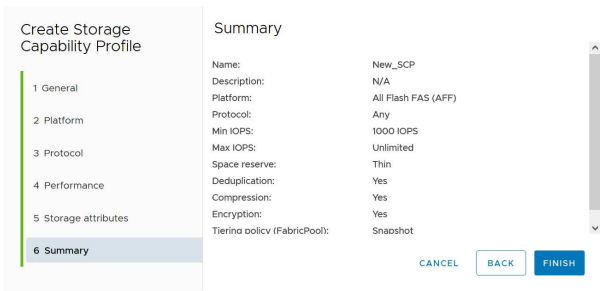 Create Storage
Capability Profile
1 General
2 Platform
3 Protocol
4 Performance
5 Storage attributes
6 Summary
Summary
Name: New_SCP
Description: N/A
Platform: All Flash FAS (AFF)
Protocol: Any
Min IOPS: 1000 IOPS
Max IOPS: Unlimited
Space reserve: Thin
Deduplication: Yes
Compression: Yes
Encryption: Yes
Tiering policy (FabricPool): Snapshot
CANCEL BACK FINISH